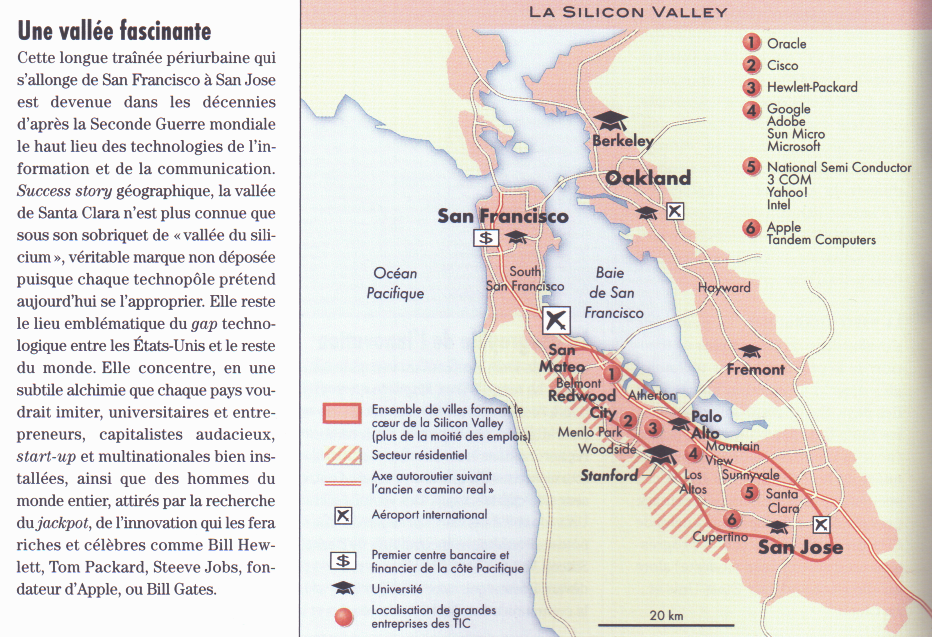 Une vallée fascinante
Cette longue traînée périurbaine qui
s'allonge de San Francisco à San Jose
est devenue dans les décennies
d'après la Seconde Guerre mondiale
le haut lieu des technologies de l'in-
formation et de la communication.
Success story géographique, la vallée
de Santa Clara n'est plus connue que
sous son sobriquet de « vallée du sili-
cium », véritable marque non déposée
puisque chaque technopôle prétend
aujourd'hui se l'approprier. Elle reste
le lieu emblématique du gap techno-
logique entre les États-Unis et le reste
du monde. Elle concentre, en une
subtile alchimie que chaque pays vou-
drait imiter, universitaires et entre-
preneurs, capitalistes audacieux,
start-up et multinationales bien ins-
tallées, ainsi que des hommes du
monde entier, attirés par la recherche
du jackpot, de l'innovation qui les fera
riches et célèbres comme Bill Hew-
lett, Tom Packard, Steeve Jobs, fon-
dateur d'Apple, ou Bill Gates.
LA SILICON VALLEY
1 Oracle
2 Cisco
3 Hewlett-Packard
4 Google
Adobe
Sun Micro
Microsoft
5 National Semi Conductor
3 COM
Yahoo!
Intel
6 Apple
Tandem Computers
Berkeley
Oakland
San Francisco
$
Océan
Pacifique
South
San Francisco
Baie
de San
Francisco
Hayward
San
Mateo
Belmont
1
Redwood
City
Atherton
Fremont
2
3
Palo
Alto
Menlo Park
Woodside
4
Mountain
View
Stanford
Los
Altos
Sunnyvale
5
Santa
Clara
6
Cupertino
San Jose
Ensemble de villes formant le
cœur de la Silicon Valley
(plus de la moitié des emplois)
Secteur résidentiel
Axe autoroutier suivant
l'ancien « camino real »
Aéroport international
$ Premier centre bancaire et
financier de la côte Pacifique
Université
Localisation de grandes
entreprises des TIC
20 km